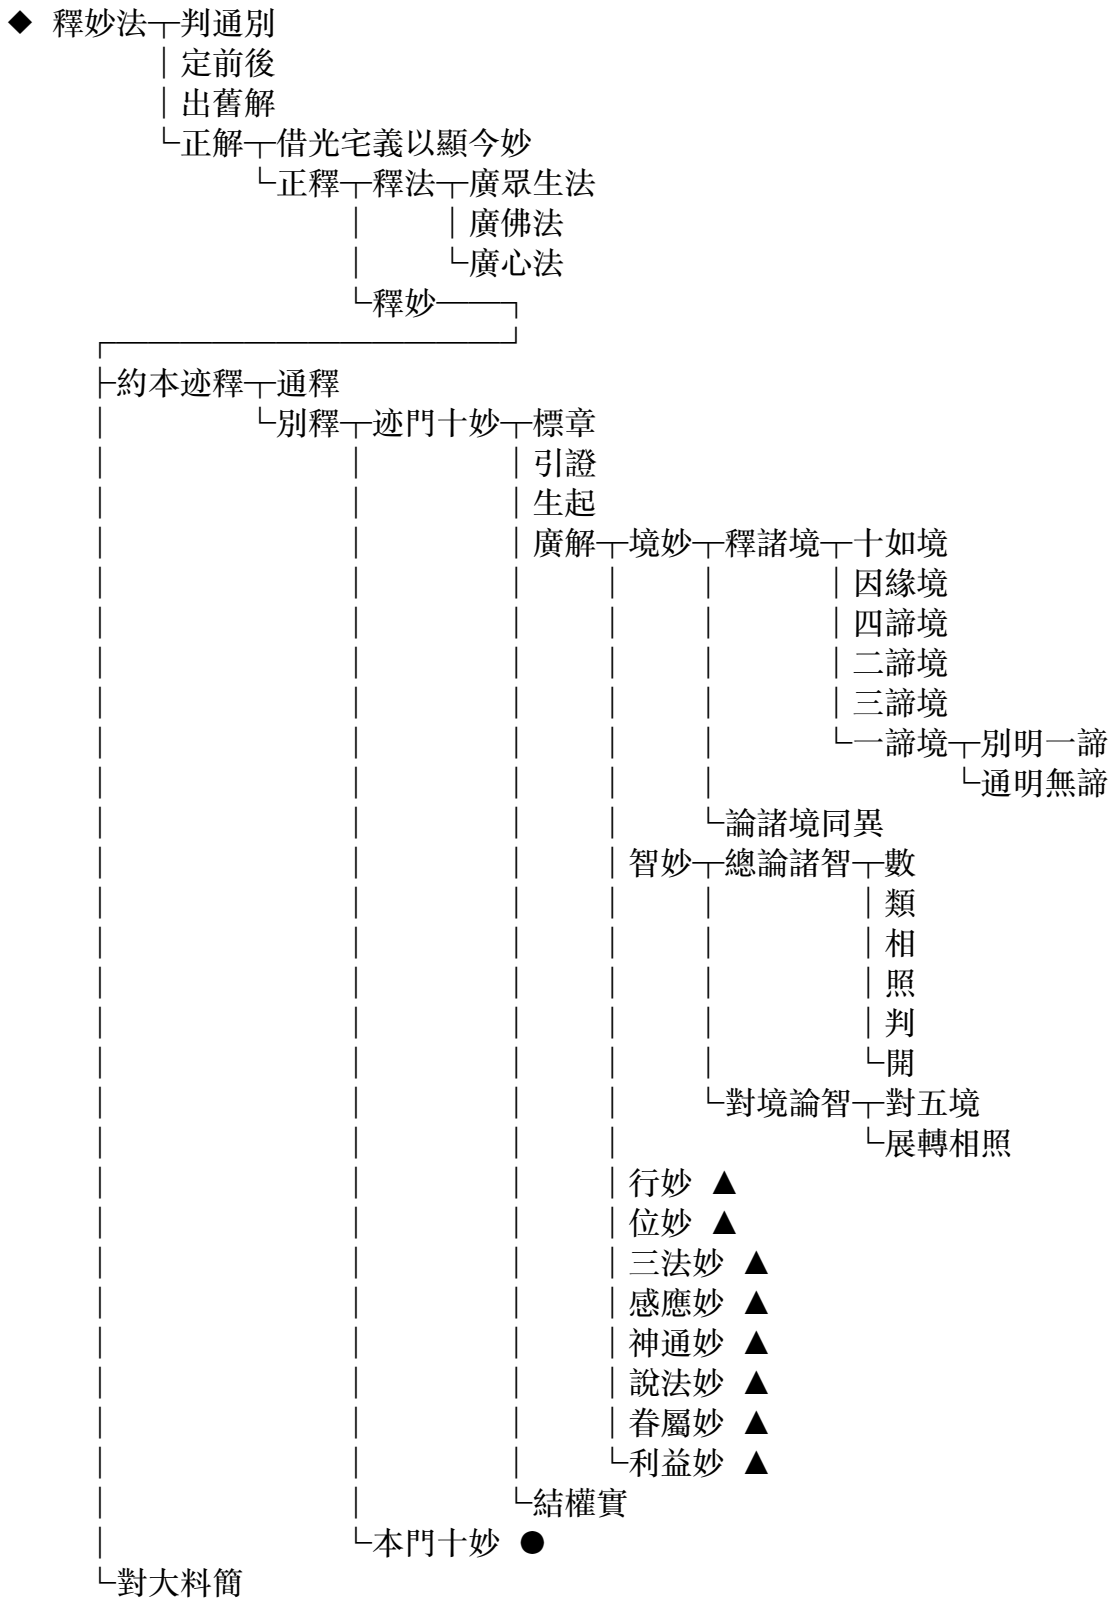 ◆ 釋妙法┬判通別
│定前後
│出舊解
└正解┬借光宅義以顯今妙
└正釋┬釋法┬廣眾生法
│ │廣佛法
│ └廣心法
└釋妙──┐
┌─────────────┘
├約本迹釋┬通釋
│ └別釋┬迹門十妙┬標章
│ │ │引證
│ │ │生起
│ │ │廣解┬境妙┬釋諸境┬十如境
│ │ │ │ │ │因緣境
│ │ │ │ │ │四諦境
│ │ │ │ │ │二諦境
│ │ │ │ │ │三諦境
│ │ │ │ │ └一諦境┬別明一諦
│ │ │ │ │ └通明無諦
│ │ │ │ └論諸境同異
│ │ │ │智妙┬總論諸智┬數
│ │ │ │ │ │類
│ │ │ │ │ │相
│ │ │ │ │ │照
│ │ │ │ │ │判
│ │ │ │ │ └開
│ │ │ │ └對境論智┬對五境
│ │ │ │ └展轉相照
│ │ │ │行妙 ▲
│ │ │ │位妙 ▲
│ │ │ │三法妙 ▲
│ │ │ │感應妙 ▲
│ │ │ │神通妙 ▲
│ │ │ │說法妙 ▲
│ │ │ │眷屬妙 ▲
│ │ │ └利益妙 ▲
│ │ └結權實
│ └本門十妙 ●
└對大料簡